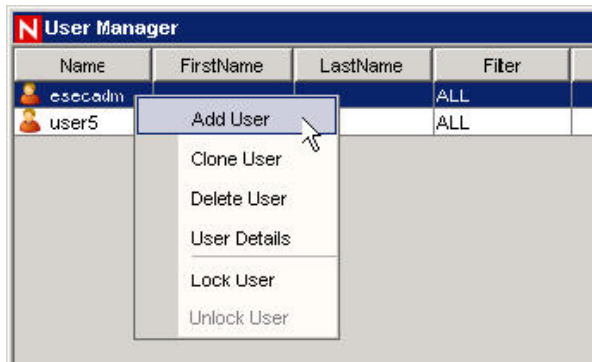 N User Manager
Name FirstName LastName Filter
esecadm ALL
user5 ALL
Add User
Clone User
Delete User
User Details
Lock User
Unlock User